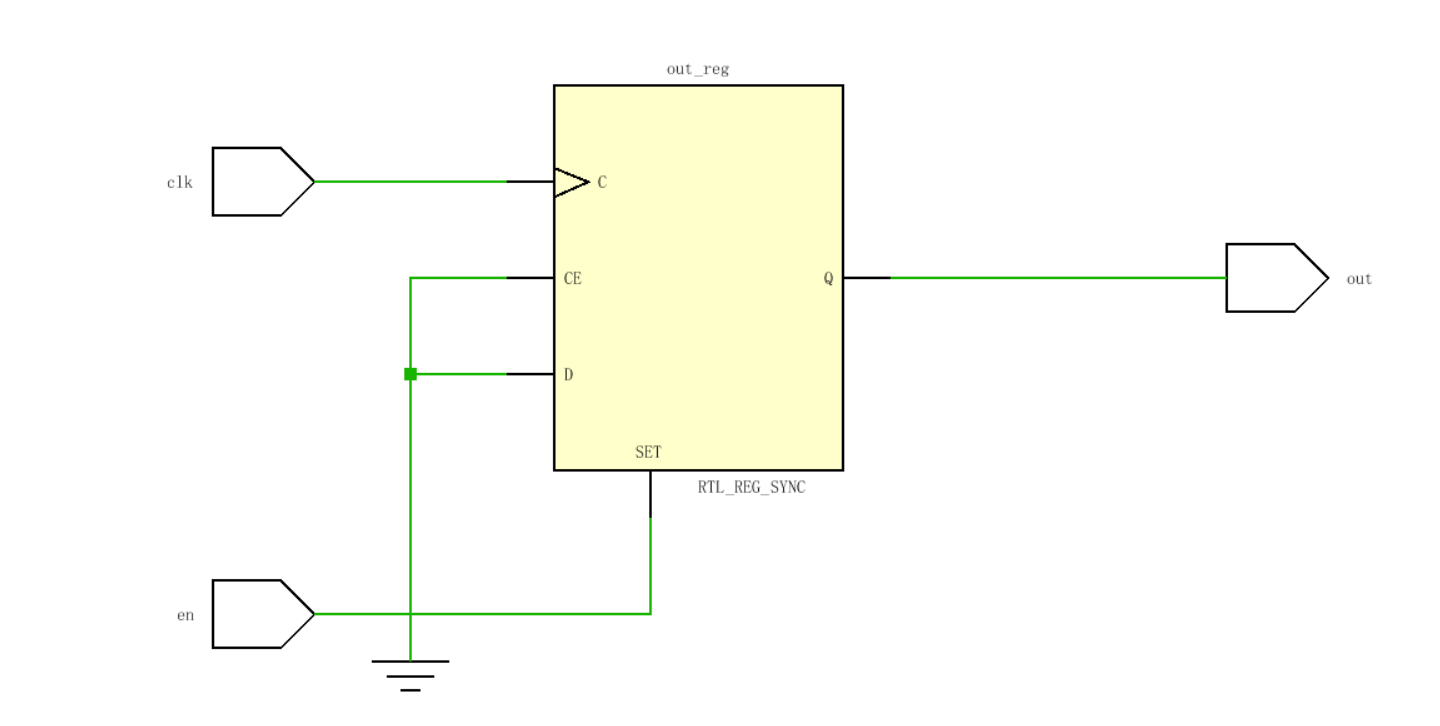 out_reg
clk
C
CE
Q
out
D
SET
RTL_REG_SYNC
en